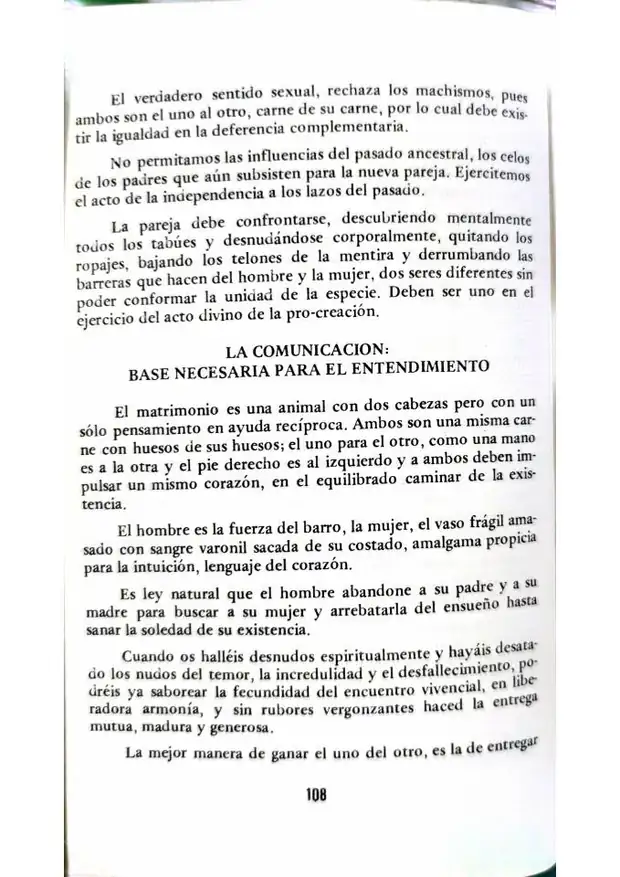 El verdadero sentido sexual, rechaza los machismos, pues
ambos son el uno al otro, carne de su carne, por lo cual debe exis-
tir la igualdad en la deferencia complementaria.
No permitamos las influencias del pasado ancestral, los celos
de los padres que aún subsisten para la nueva pareja. Ejercitemos
el acto de la independencia a los lazos del pasado.
La pareja debe confrontarse, descubriendo mentalmente
todos los tabúes y desnudándose corporalmente, quitando los
ropajes, bajando los telones de la mentira y derrumbando las
barreras que hacen del hombre y la mujer, dos seres diferentes sin
poder conformar la unidad de la especie. Deben ser uno en el
ejercicio del acto divino de la pro-creación.
LA COMUNICACION:
BASE NECESARIA PARA EL ENTENDIMIENTO
El matrimonio es una animal con dos cabezas pero con un
sólo pensamiento en ayuda recíproca. Ambos son una misma car-
ne con huesos de sus huesos; el uno para el otro, como una mano
es a la otra y el pie derecho es al izquierdo y a ambos deben im-
pulsar un mismo corazón, en el equilibrado caminar de la exis-
tencia.
El hombre es la fuerza del barro, la mujer, el vaso frágil ama-
sado con sangre varonil sacada de su costado, amalgama propicia
para la intuición, lenguaje del corazón.
Es ley natural que el hombre abandone a su padre y a su
madre para buscar a su mujer y arrebatarla del ensueño hasta
sanar la soledad de su existencia.
Cuando os halléis desnudos espiritualmente y hayáis desata-
do los nudos del temor, la incredulidad y el desfallecimiento, po-
dréis ya saborear la fecundidad del encuentro vivencial, en libe-
radora armonía, y sin rubores vergonzantes haced la entrega
mutua, madura y generosa.
La mejor manera de ganar el uno del otro, es la de entregar
108